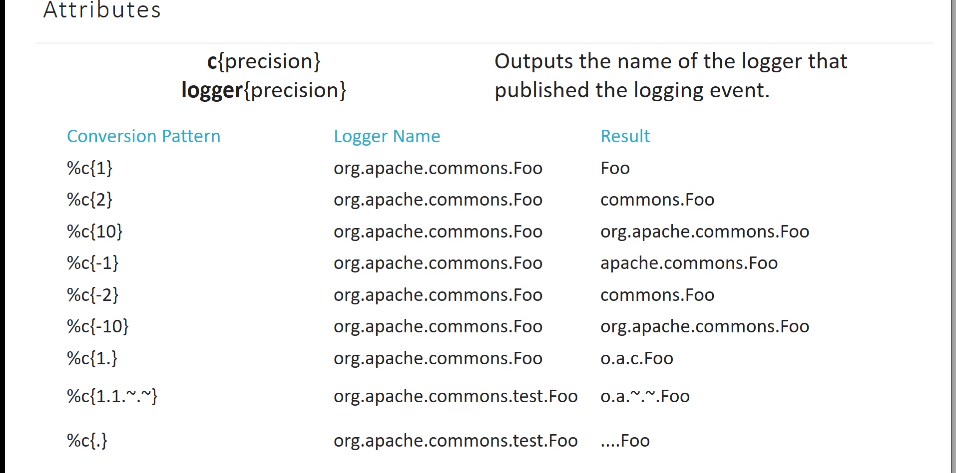 Attributes
c{precision} Outputs the name of the logger that
logger{precision} published the logging event.
Conversion Pattern Logger Name Result
%c{1} org.apache.commons.Foo Foo
%c{2} org.apache.commons.Foo commons.Foo
%c{10} org.apache.commons.Foo org.apache.commons.Foo
%c{-1} org.apache.commons.Foo apache.commons.Foo
%c{-2} org.apache.commons.Foo commons.Foo
%c{-10} org.apache.commons.Foo org.apache.commons.Foo
%c{1.} org.apache.commons.Foo o.a.c.Foo
%c{1.1.~.~} org.apache.commons.test.Foo o.a.~.~.Foo
%c{.} org.apache.commons.test.Foo ....Foo